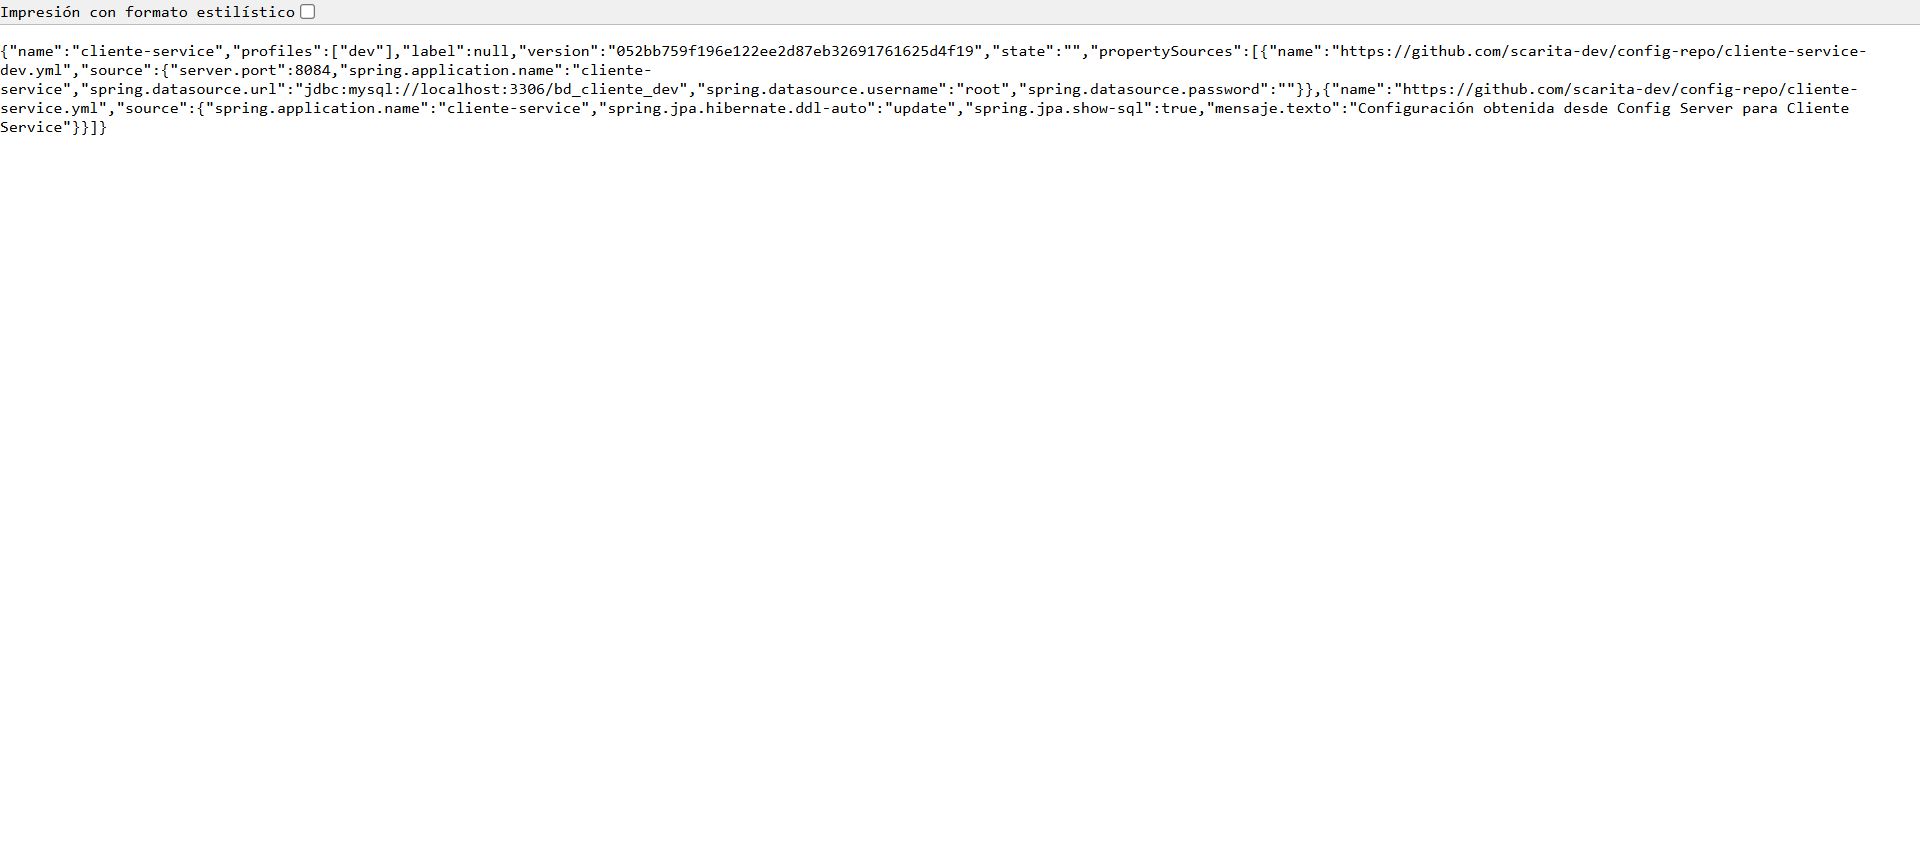 Impresión con formato estilístico
{"name":"cliente-service","profiles":["dev"],"label":null,"version":"052bb759f196e122ee2d87eb32691761625d4f19","state":"","propertySources":[{"name":"https://github.com/scarita-dev/config-repo/cliente-service-
dev.yml","source":{"server.port":8084,"spring.application.name":"cliente-
service","spring.datasource.url":"jdbc:mysql://localhost:3306/bd_cliente_dev","spring.datasource.username":"root","spring.datasource.password":""}},{"name":"https://github.com/scarita-dev/config-repo/cliente-
service.yml","source":{"spring.application.name":"cliente-service","spring.jpa.hibernate.ddl-auto":"update","spring.jpa.show-sql":true,"mensaje.texto":"Configuración obtenida desde Config Server para Cliente
Service"}}]}